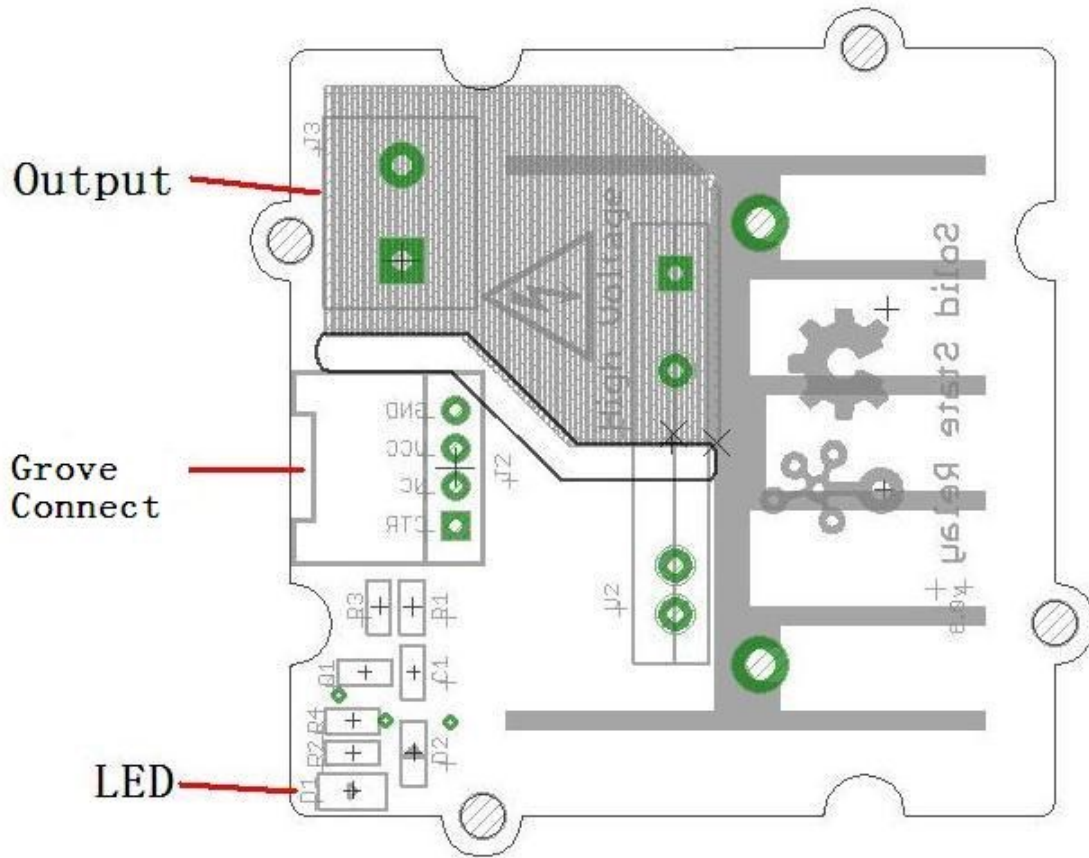 J3
Output
High Voltage
Solid State Relay
Grove
Connect
GND
VCC
NC
CTR
J2
U2
R3
R1
Q1
C1
R4
R2
D2
D1
LED